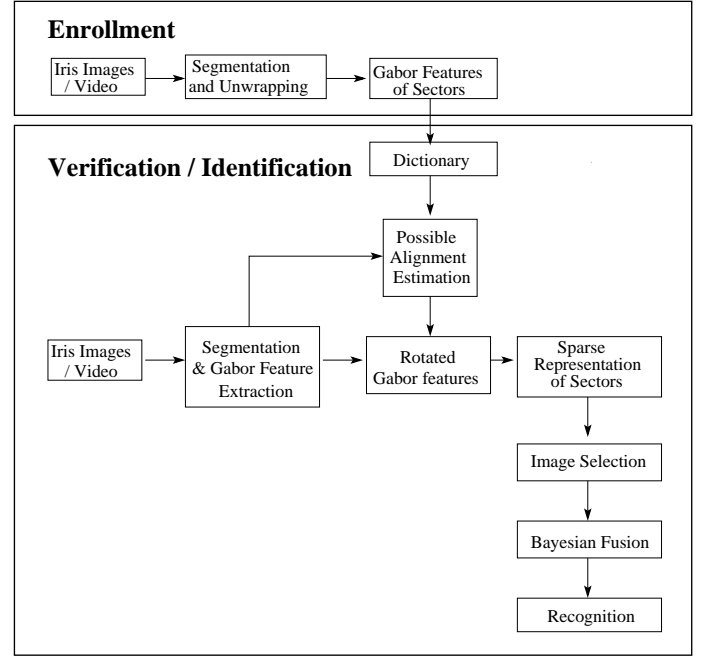 Enrollment
Iris Images
/ Video
Segmentation
and Unwrapping
Gabor Features
of Sectors
Verification / Identification
Dictionary
Possible
Alignment
Estimation
Iris Images
/ Video
Segmentation
& Gabor Feature
Extraction
Rotated
Gabor features
Sparse
Representation
of Sectors
Image Selection
Bayesian Fusion
Recognition